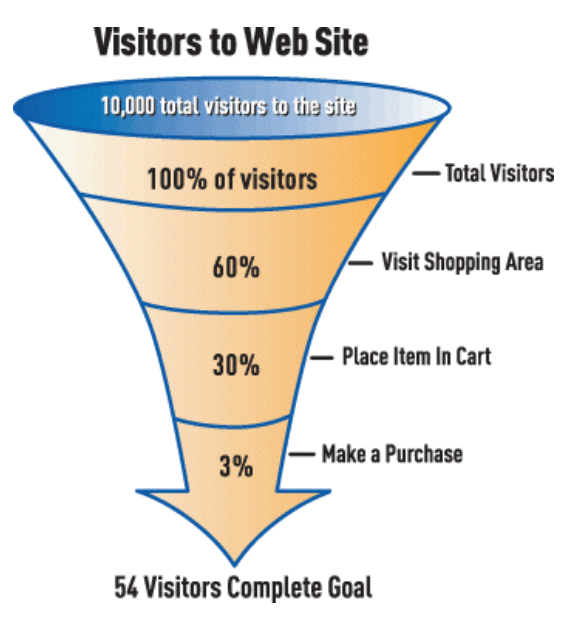 Visitors to Web Site
10,000 total visitors to the site
100% of visitors
Total Visitors
60%
Visit Shopping Area
30%
Place Item In Cart
3%
Make a Purchase
54 Visitors Complete Goal